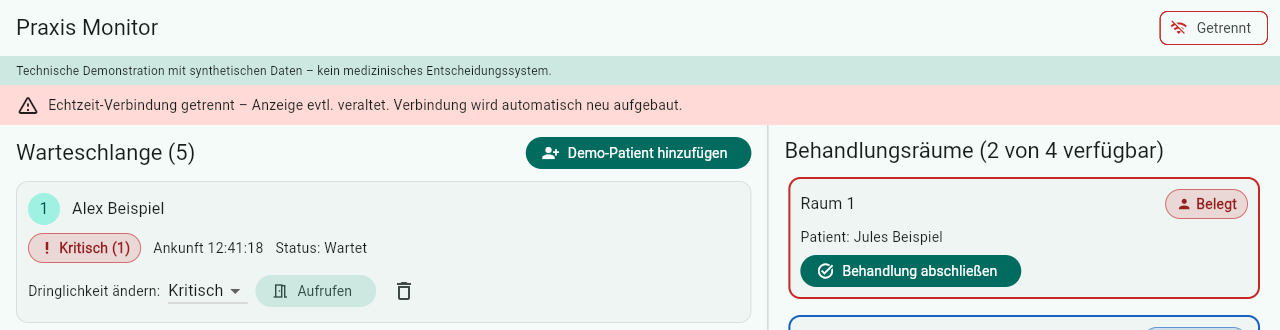 Praxis Monitor
Getrennt
Technische Demonstration mit synthetischen Daten – kein medizinisches Entscheidungssystem.
Echtzeit-Verbindung getrennt – Anzeige evtl. veraltet. Verbindung wird automatisch neu aufgebaut.
Warteschlange (5)
Demo-Patient hinzufügen
1 Alex Beispiel
Kritisch (1) Ankunft 12:41:18 Status: Wartet
Dringlichkeit ändern: Kritisch Aufrufen
Behandlungsräume (2 von 4 verfügbar)
Raum 1
Belegt
Patient: Jules Beispiel
Behandlung abschließen